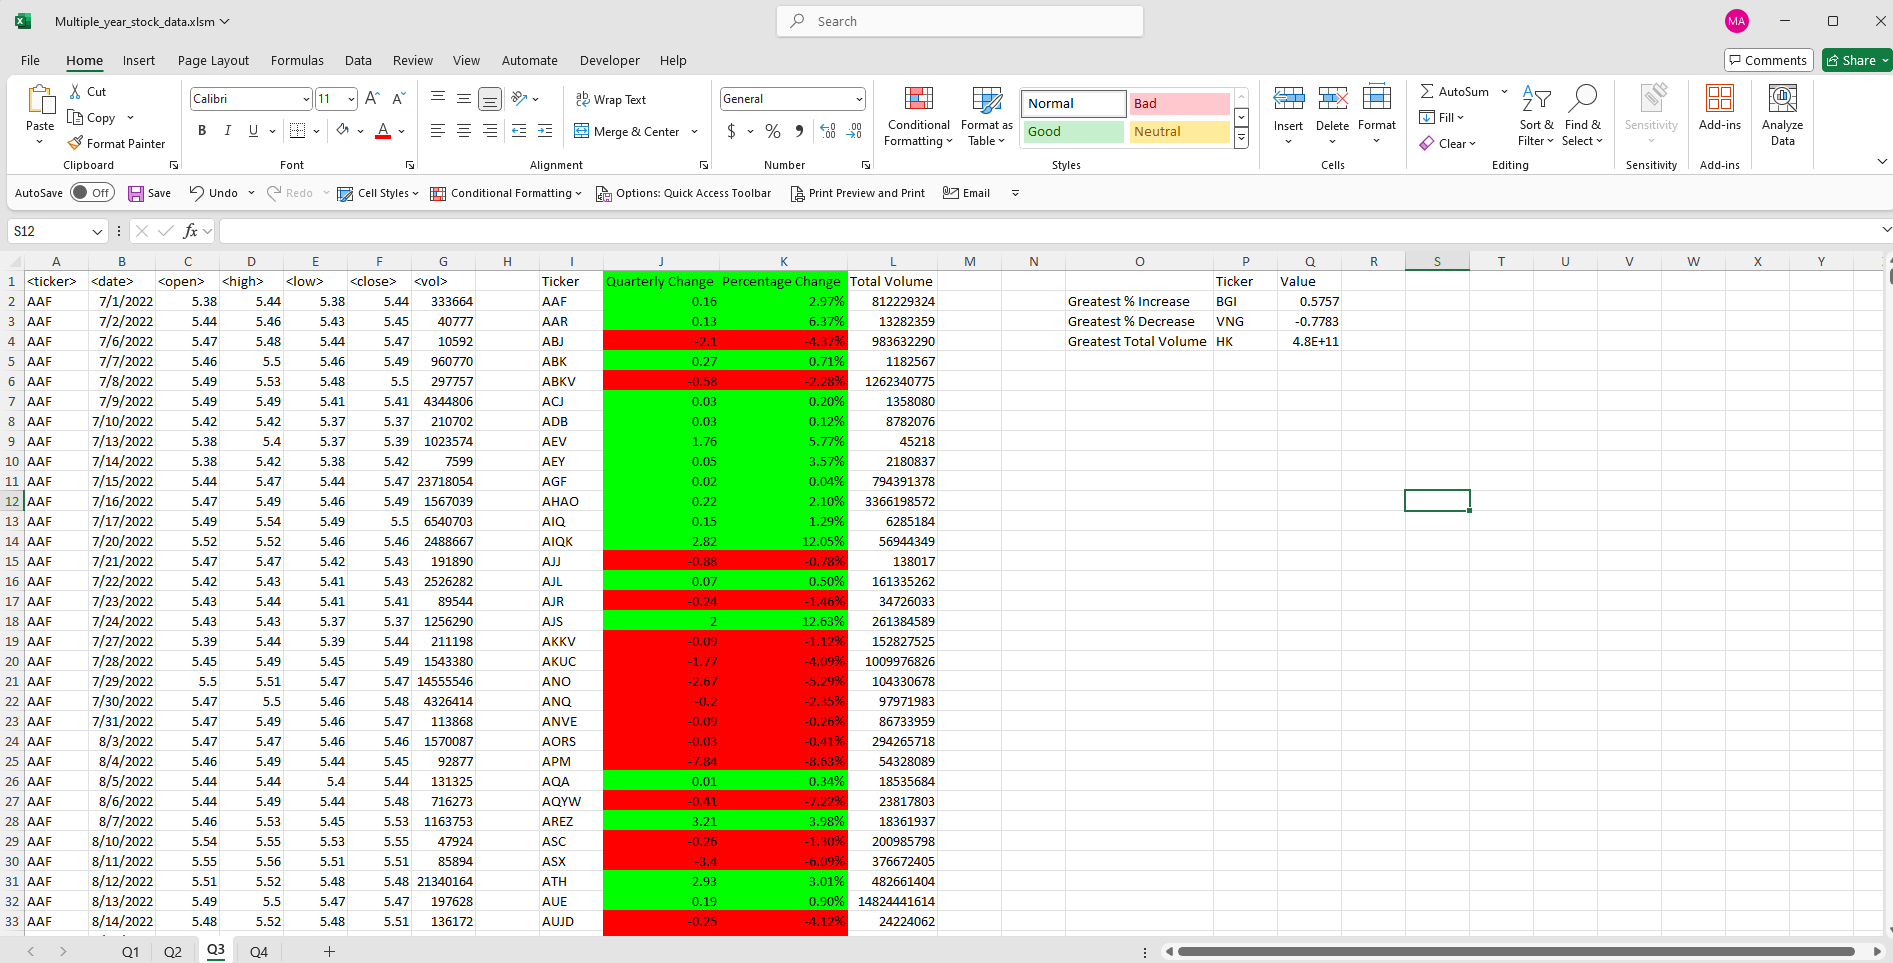 Multiple_year_stock_data.xlsm
Search
MA
File Home Insert Page Layout Formulas Data Review View Automate Developer Help
Comments Share
Paste
Cut
Copy
Format Painter
Clipboard
Calibri 11
B I U
Font
Wrap Text
Merge & Center
Alignment
General
$ % 9
Number
Conditional Formatting
Format as Table
Normal Bad
Good Neutral
Styles
Insert Delete Format
Cells
AutoSum
Fill
Clear
Sort & Filter
Find & Select
Editing
Sensitivity
Sensitivity
Add-ins
Add-ins
Analyze Data
AutoSave Off Save Undo Redo Cell Styles Conditional Formatting Options: Quick Access Toolbar Print Preview and Print Email
S12 fx
A B C D E F G H I J K L M N O P Q R S T U V W X Y
1 <ticker> <date> <open> <high> <low> <close> <vol> Ticker Quarterly Change Percentage Change Total Volume Ticker Value
2 AAF 7/1/2022 5.38 5.44 5.38 5.44 333664 AAF 0.16 2.97% 812229324 Greatest % Increase BGI 0.5757
3 AAF 7/2/2022 5.44 5.46 5.43 5.45 40777 AAR 0.13 6.37% 13282359 Greatest % Decrease VNG -0.7783
4 AAF 7/6/2022 5.47 5.48 5.44 5.47 10592 ABJ -2.1 -4.37% 983632290 Greatest Total Volume HK 4.8E+11
5 AAF 7/7/2022 5.46 5.5 5.46 5.49 960770 ABK 0.27 0.71% 1182567
6 AAF 7/8/2022 5.49 5.53 5.48 5.5 297757 ABKV -0.58 -2.28% 1262340775
7 AAF 7/9/2022 5.49 5.49 5.41 5.41 4344806 ACJ 0.03 0.20% 1358080
8 AAF 7/10/2022 5.42 5.42 5.37 5.37 210702 ADB 0.03 0.12% 8782076
9 AAF 7/13/2022 5.38 5.4 5.37 5.39 1023574 AEV 1.76 5.77% 45218
10 AAF 7/14/2022 5.38 5.42 5.38 5.42 7599 AEY 0.05 3.57% 2180837
11 AAF 7/15/2022 5.44 5.47 5.44 5.47 23718054 AGF 0.02 0.04% 794391378
12 AAF 7/16/2022 5.47 5.49 5.46 5.49 1567039 AHAO 0.22 2.10% 3366198572
13 AAF 7/17/2022 5.49 5.54 5.49 5.5 6540703 AIQ 0.15 1.29% 6285184
14 AAF 7/20/2022 5.52 5.52 5.46 5.46 2488667 AIQK 2.82 12.05% 56944349
15 AAF 7/21/2022 5.47 5.47 5.42 5.43 191890 AJJ -0.88 -0.78% 138017
16 AAF 7/22/2022 5.42 5.43 5.41 5.43 2526282 AJL 0.07 0.50% 161335262
17 AAF 7/23/2022 5.43 5.44 5.41 5.41 89544 AJR -0.24 -1.46% 34726033
18 AAF 7/24/2022 5.43 5.43 5.37 5.37 1256290 AJS 2 12.63% 261384589
19 AAF 7/27/2022 5.39 5.44 5.39 5.44 211198 AKKV -0.09 -1.12% 152827525
20 AAF 7/28/2022 5.45 5.49 5.45 5.49 1543380 AKUC -1.77 -4.09% 1009976826
21 AAF 7/29/2022 5.5 5.51 5.47 5.47 14555546 ANO -2.67 -5.29% 104330678
22 AAF 7/30/2022 5.47 5.5 5.46 5.48 4326414 ANQ -0.2 -2.35% 97971983
23 AAF 7/31/2022 5.47 5.49 5.46 5.47 113868 ANVE -0.09 -0.26% 86733959
24 AAF 8/3/2022 5.47 5.47 5.46 5.46 1570087 AORS -0.03 -0.41% 294265718
25 AAF 8/4/2022 5.46 5.49 5.44 5.45 92877 APM -7.84 -8.63% 54328089
26 AAF 8/5/2022 5.44 5.44 5.4 5.44 131325 AQA 0.01 0.34% 18535684
27 AAF 8/6/2022 5.44 5.49 5.44 5.48 716273 AQYW -0.41 -7.22% 23817803
28 AAF 8/7/2022 5.46 5.53 5.45 5.53 1163753 AREZ 3.21 3.98% 18361937
29 AAF 8/10/2022 5.54 5.55 5.53 5.55 47924 ASC -0.26 -1.30% 200985798
30 AAF 8/11/2022 5.55 5.56 5.51 5.51 85894 ASX -3.4 -6.09% 376672405
31 AAF 8/12/2022 5.51 5.52 5.48 5.48 21340164 ATH 2.93 3.01% 482661404
32 AAF 8/13/2022 5.49 5.5 5.47 5.47 197628 AUE 0.19 0.90% 14824441614
33 AAF 8/14/2022 5.48 5.52 5.48 5.51 136172 AUJD -0.25 -4.12% 24224062
Q1 Q2 Q3 Q4